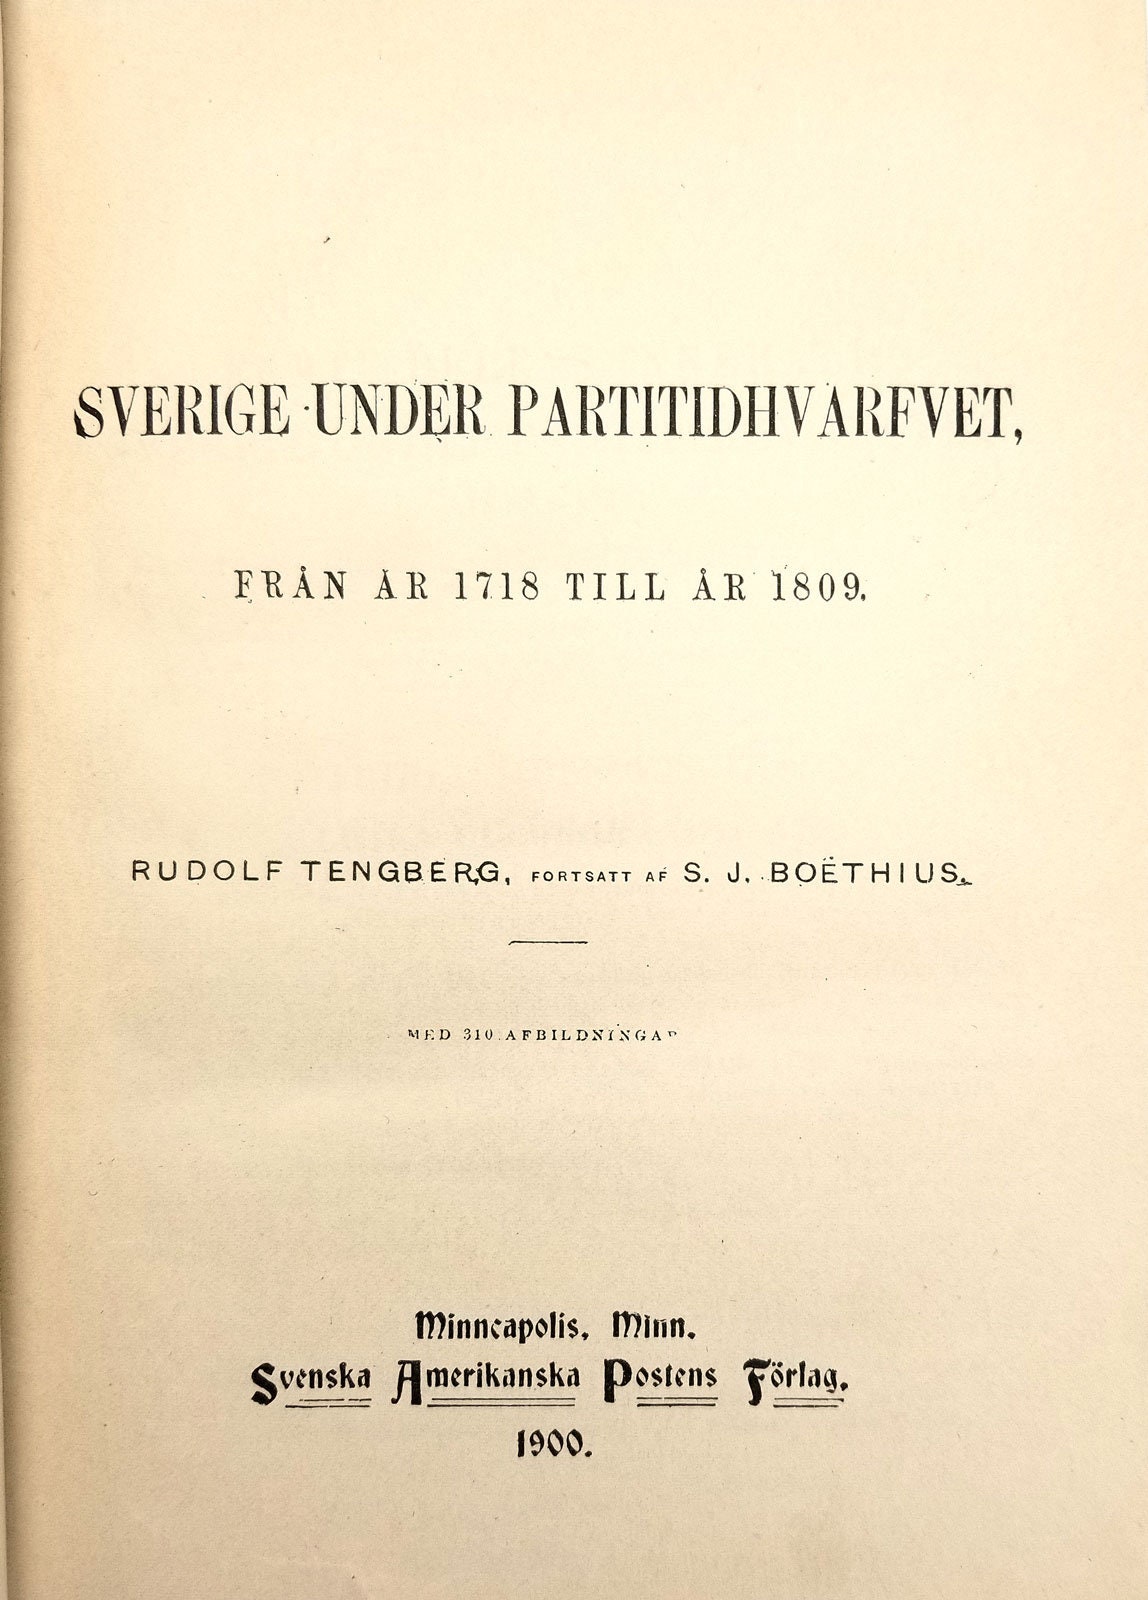 SVERIGE UNDER PARTITIDHVARFVET,
FRÅN ÅR 1718 TILL ÅR 1809.
RUDOLF TENGBERG, FORTSATT AF S. J. BOËTHIUS.
MED 310 AFBILDNINGAR
Minneapolis, Minn.
Svenska Amerikanska Postens Förlag.
1900.